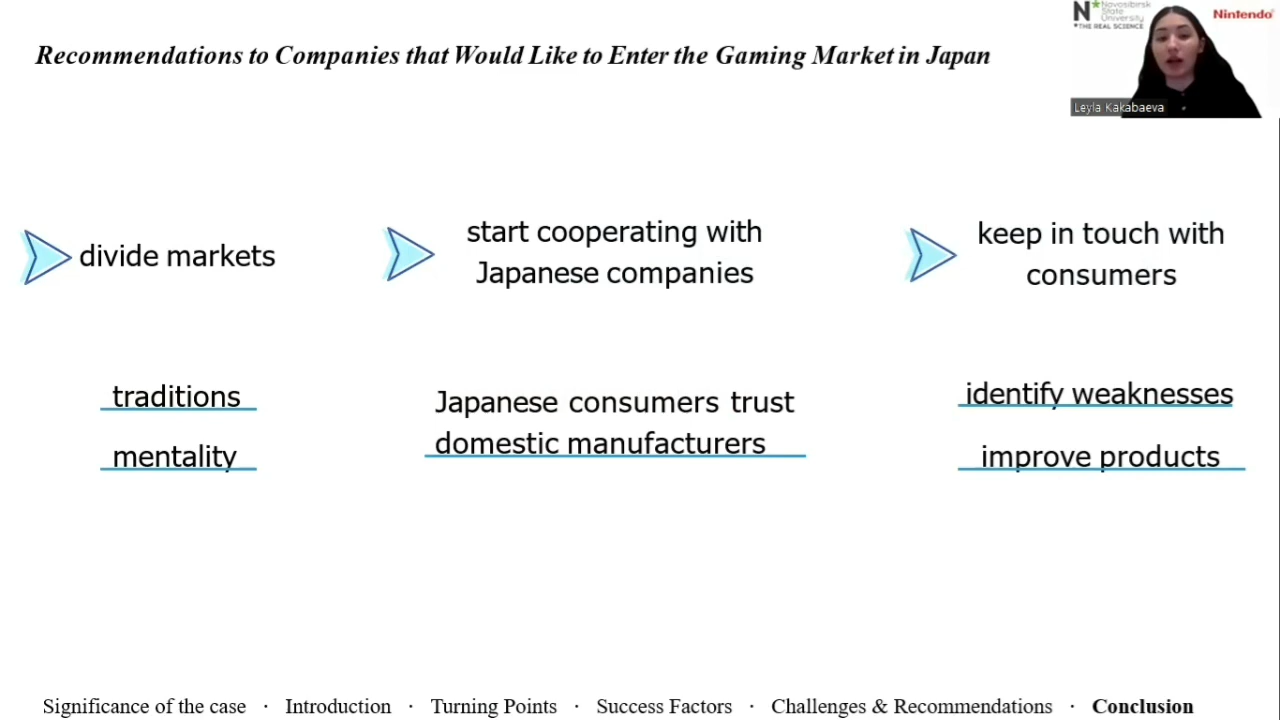 Novosibirsk
State
University
*THE REAL SCIENCE
Nintendo
Leyla Kakabaeva
Recommendations to Companies that Would Like to Enter the Gaming Market in Japan
divide markets
traditions
mentality
start cooperating with
Japanese companies
Japanese consumers trust
domestic manufacturers
keep in touch with
consumers
identify weaknesses
improve products
Significance of the case · Introduction · Turning Points · Success Factors · Challenges & Recommendations · Conclusion